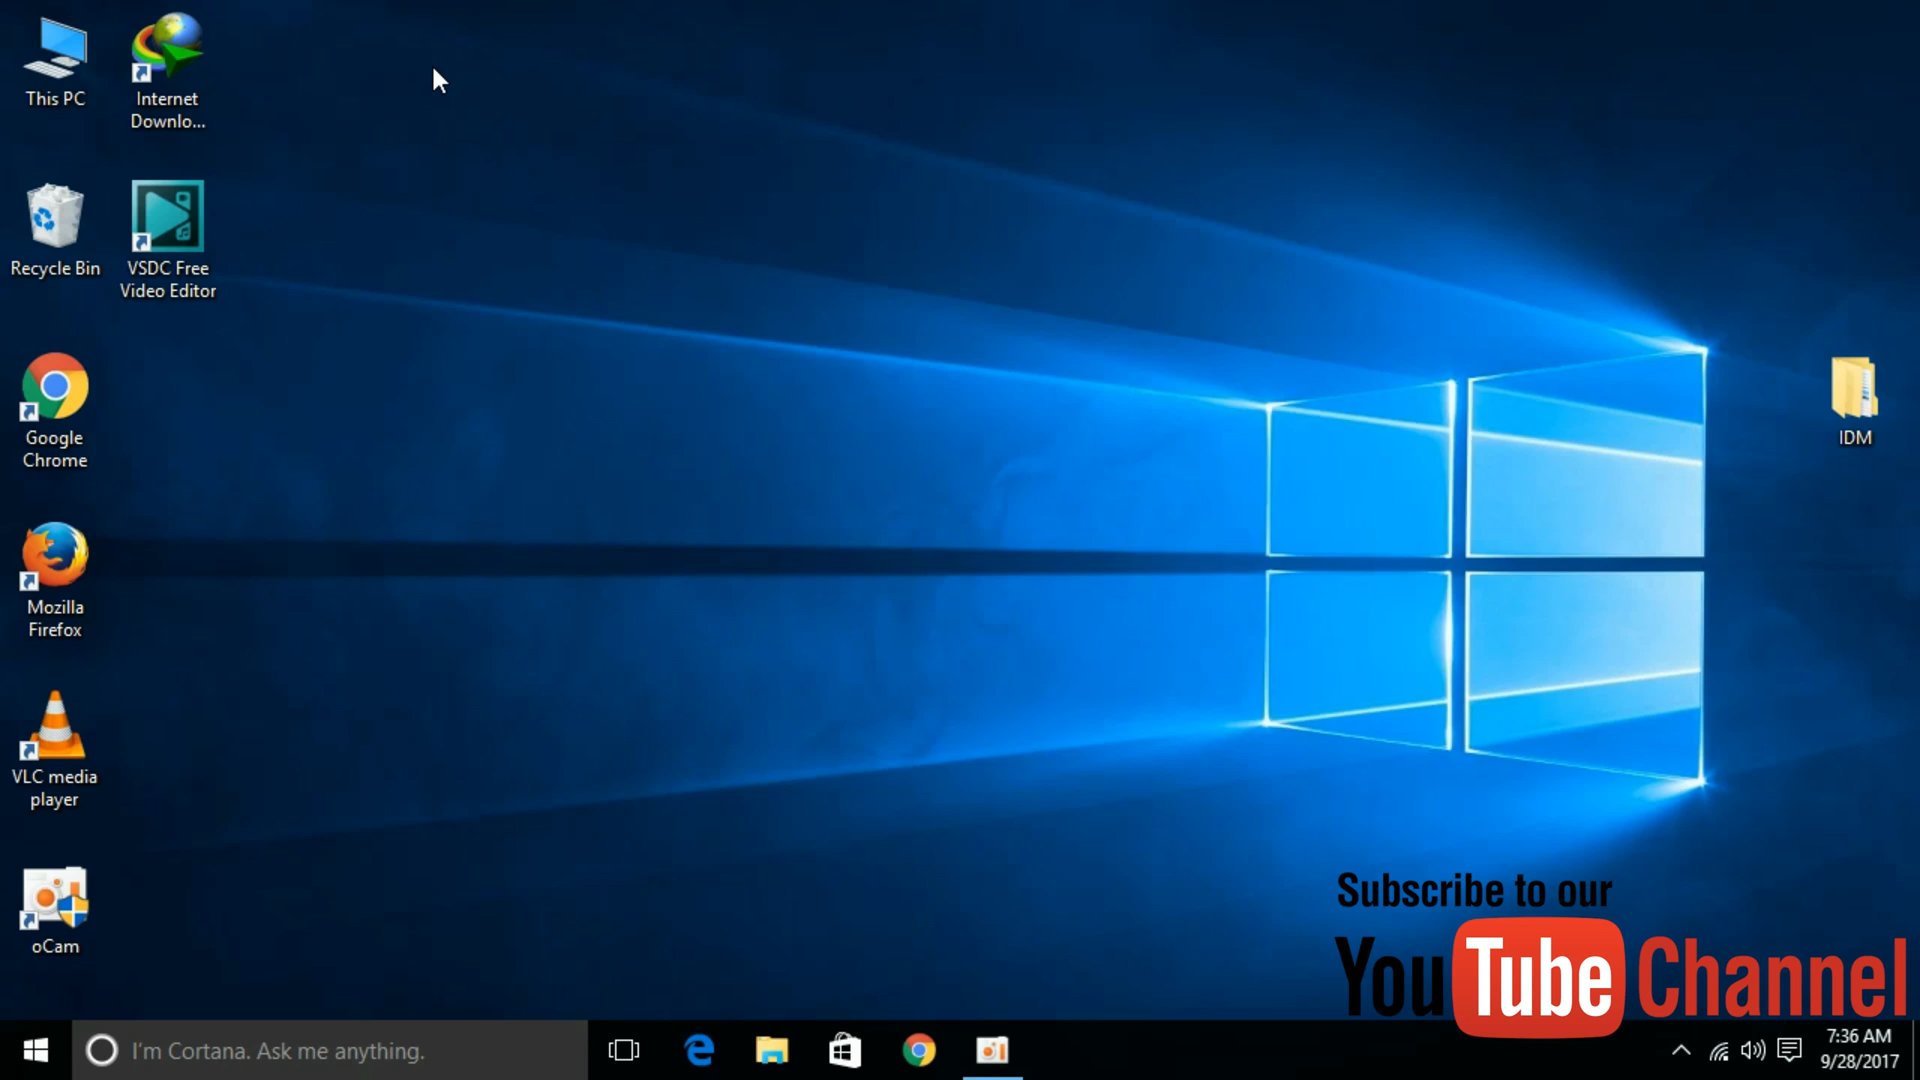 This PC
Internet
Downlo...
Recycle Bin
VSDC Free
Video Editor
Google
Chrome
Mozilla
Firefox
VLC media
player
oCam
IDM
Subscribe to our
YouTube Channel
I'm Cortana. Ask me anything.
7:36 AM
9/28/2017